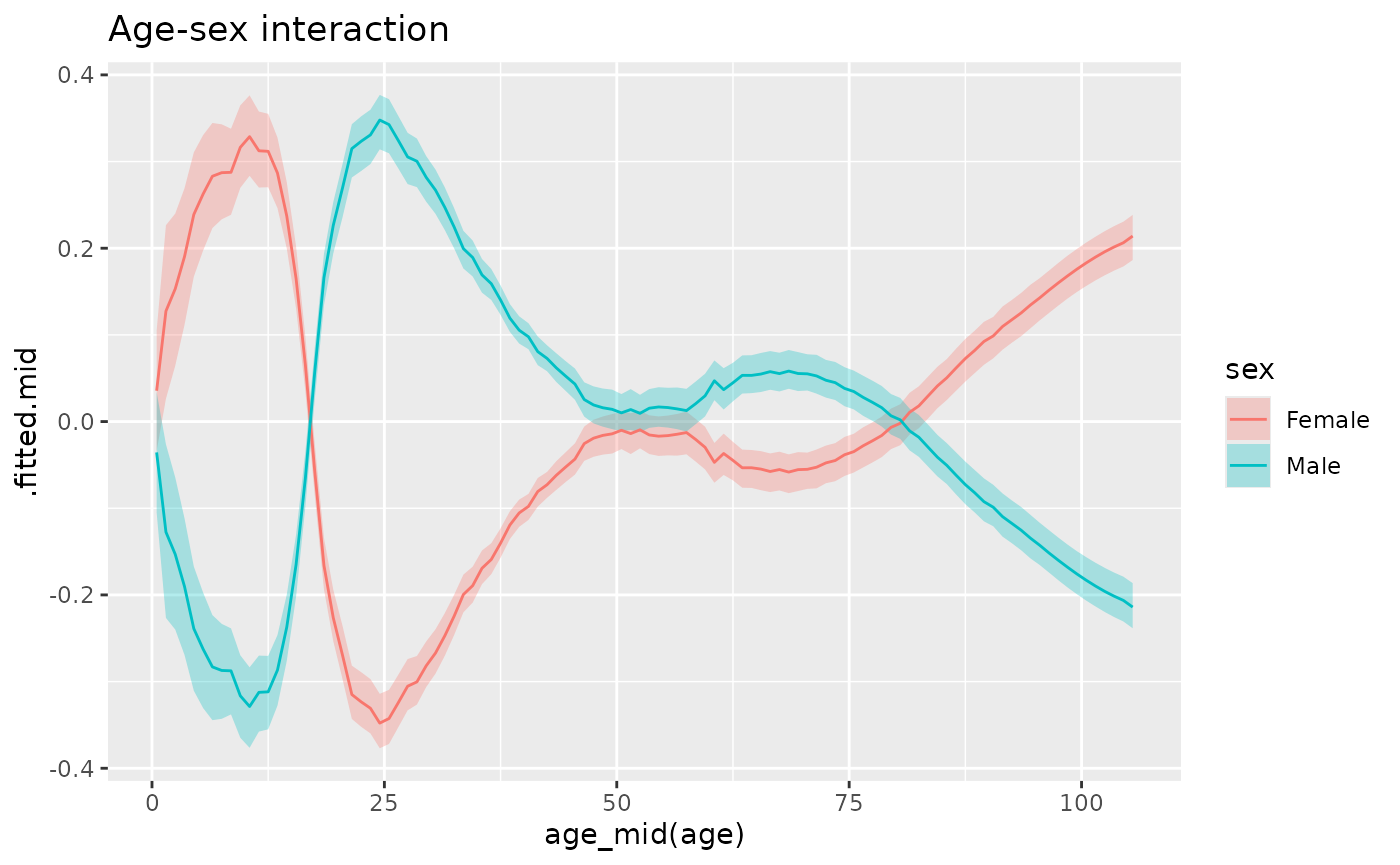 Age-sex interaction
0.4
0.2
0.0
-0.2
-0.4
.fitted.mid
0
25
50
75
100
age_mid(age)
sex
Female
Male